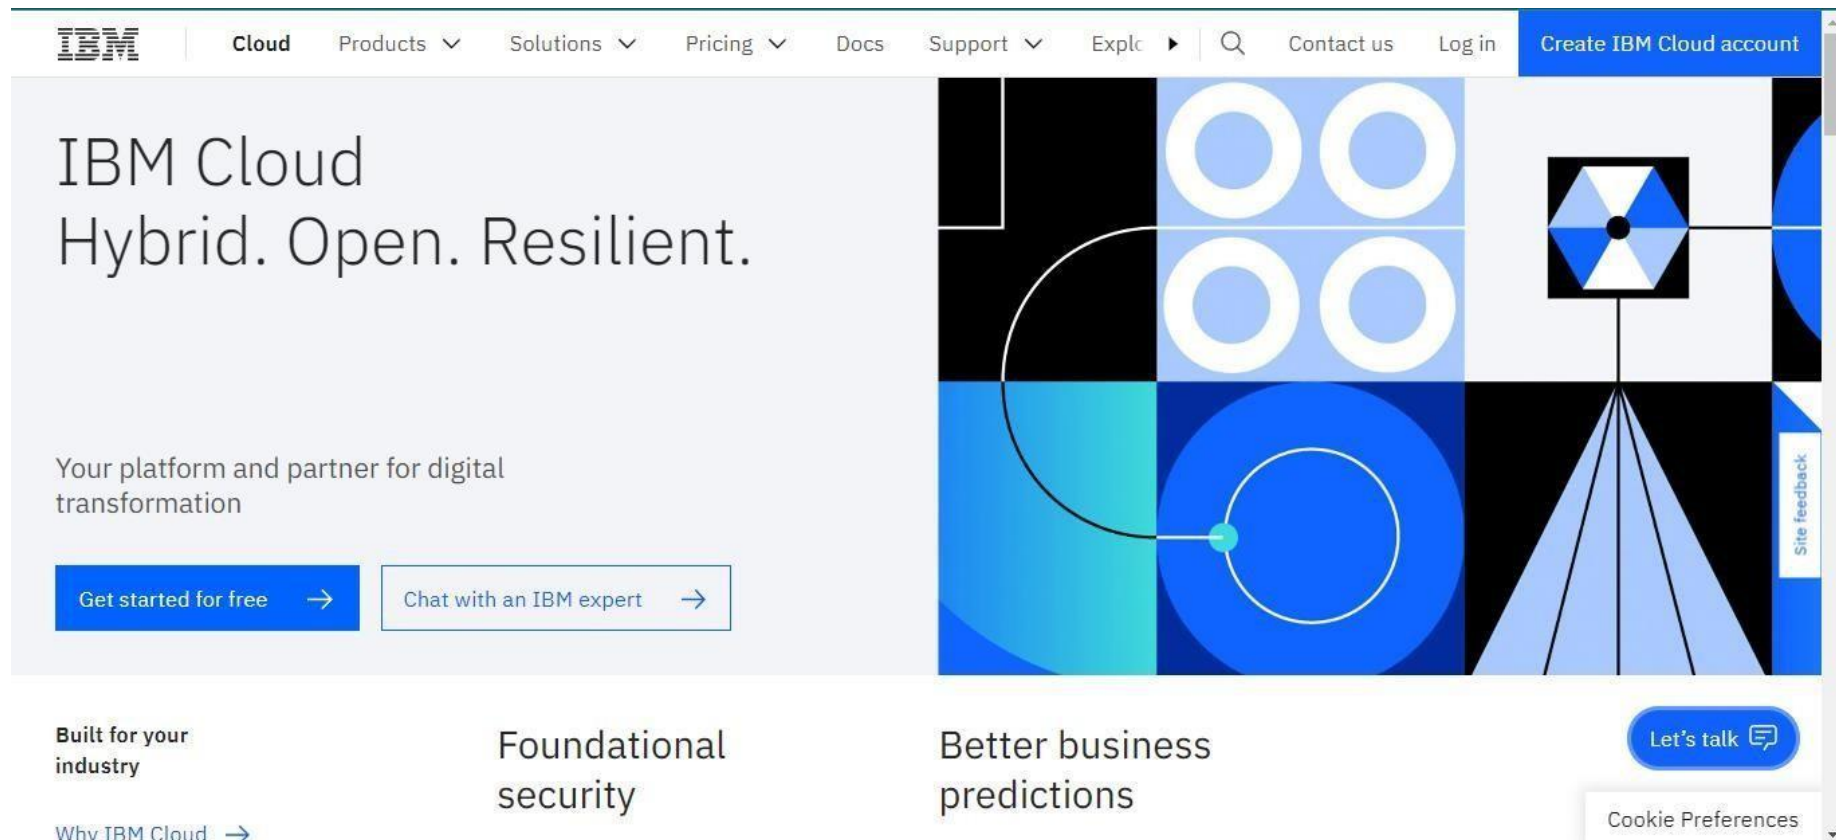 IBM
Cloud Products Solutions Pricing Docs Support Explo Contact us Log in Create IBM Cloud account
IBM Cloud
Hybrid. Open. Resilient.
Your platform and partner for digital
transformation
Get started for free
Chat with an IBM expert
Site feedback
Built for your
industry
Why IBM Cloud
Foundational
security
Better business
predictions
Let's talk
Cookie Preferences